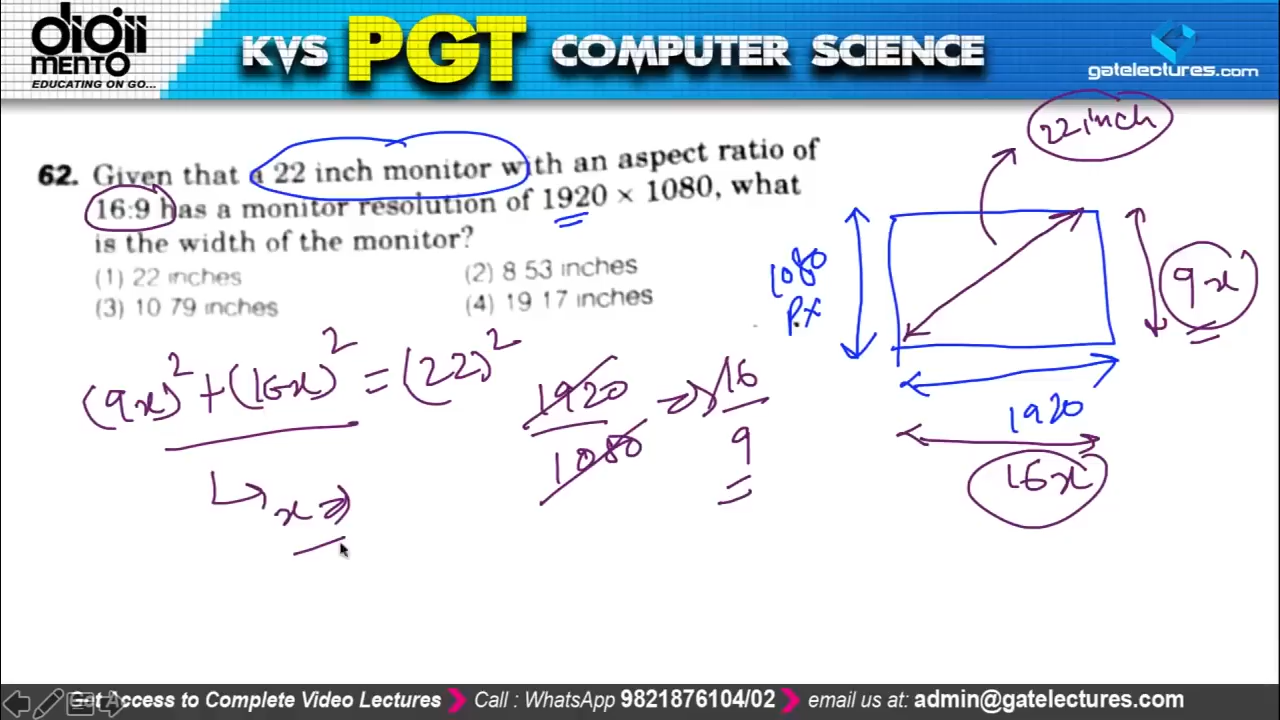 digii
MENTO
EDUCATING ON GO...
KVS PGT COMPUTER SCIENCE
gatelectures.com
62. Given that a 22 inch monitor with an aspect ratio of
16:9 has a monitor resolution of 1920 × 1080, what
is the width of the monitor?
(1) 22 inches
(2) 8 53 inches
(3) 10 79 inches
(4) 19 17 inches
22 inch
1080
Px
9x
1920
16x
(9x)² + (16x)² = (22)²
1920
1080
⇒
16
9
=
↳ x ⇒
Get Access to Complete Video Lectures
Call : WhatsApp 9821876104/02
email us at: admin@gatelectures.com